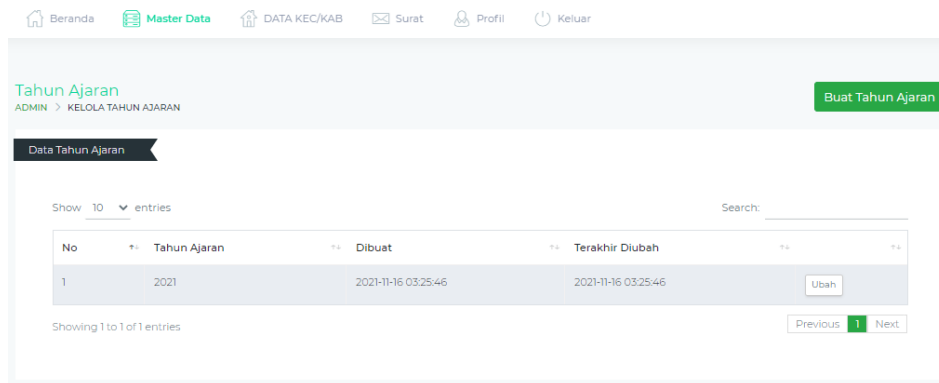 Beranda Master Data DATA KEC/KAB Surat Profil Keluar
Tahun Ajaran
ADMIN > KELOLA TAHUN AJARAN
Buat Tahun Ajaran
Data Tahun Ajaran
Show 10 entries Search:
No Tahun Ajaran Dibuat Terakhir Diubah
1 2021 2021-11-16 03:25:46 2021-11-16 03:25:46 Ubah
Showing 1 to 1 of 1 entries Previous 1 Next